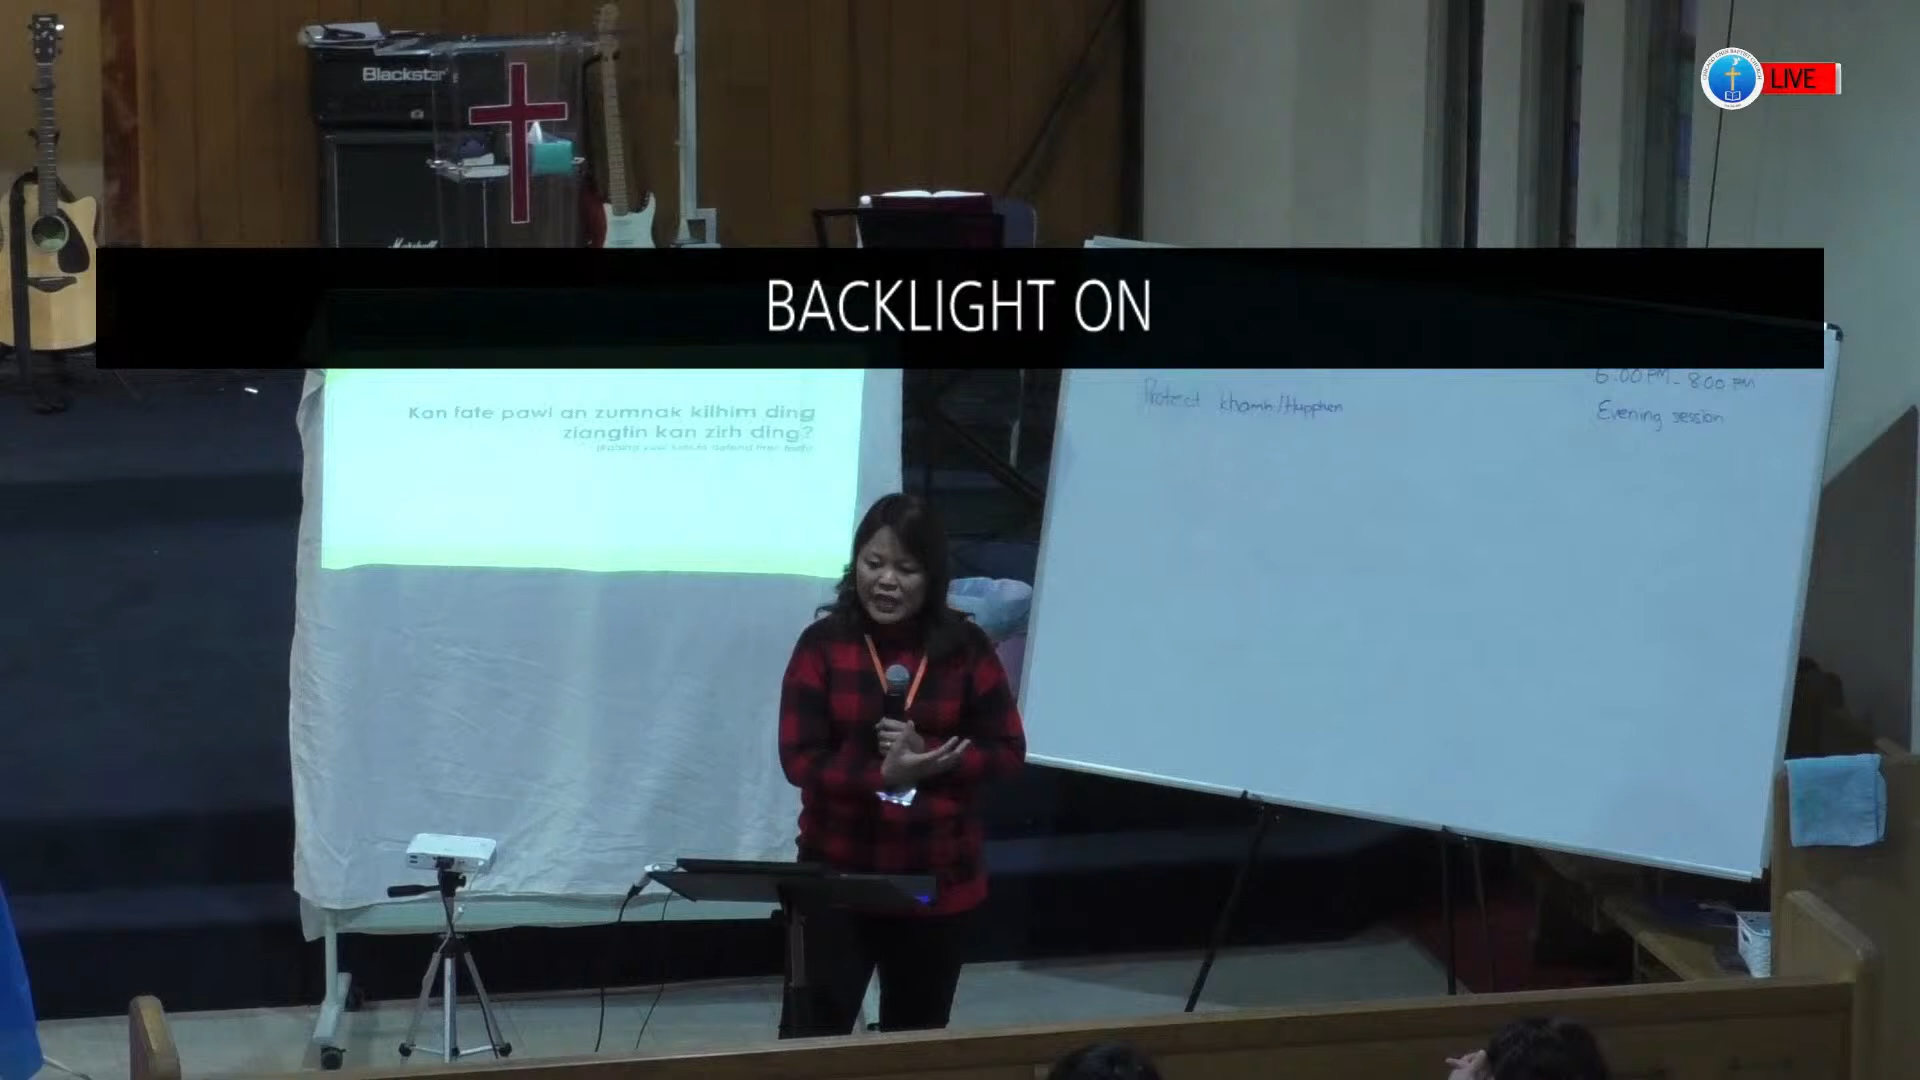 Blackstar
LIVE
BACKLIGHT ON
Kan fate pawl an zumnak kilhim ding
ziangtin kan zirh ding?
Protect khamh/Hupphen
6:00 PM - 8:00 PM
Evening session